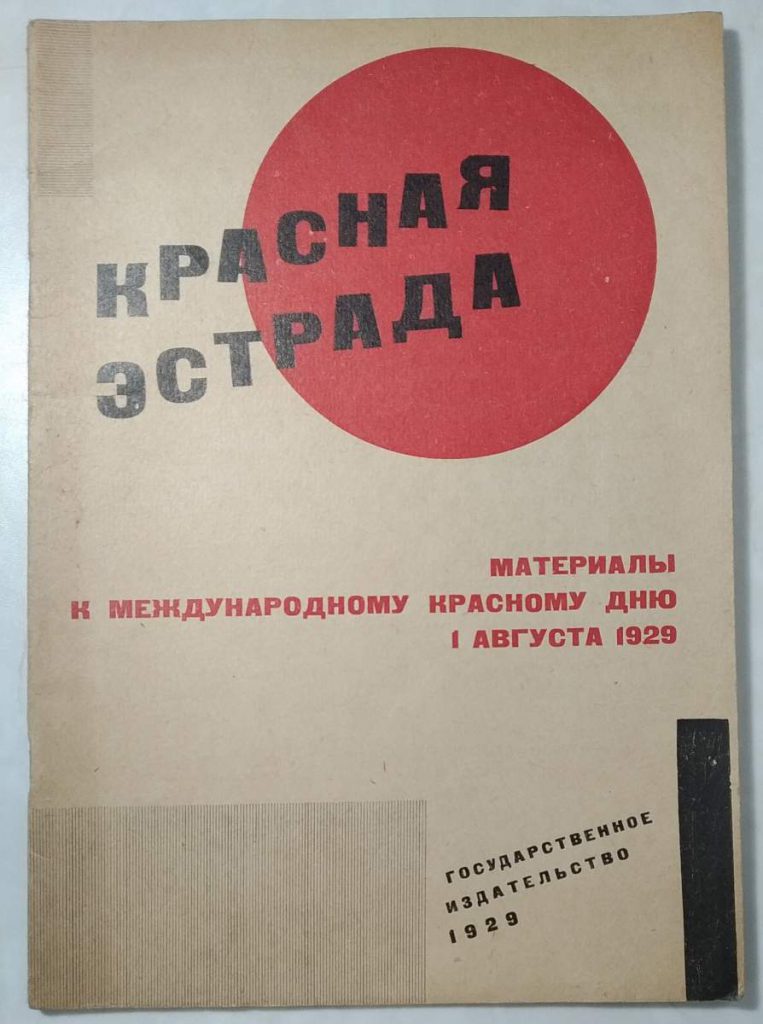 КРАСНАЯ
ЭСТРАДА
МАТЕРИАЛЫ
К МЕЖДУНАРОДНОМУ КРАСНОМУ ДНЮ
1 АВГУСТА 1929
ГОСУДАРСТВЕННОЕ
ИЗДАТЕЛЬСТВО
1929